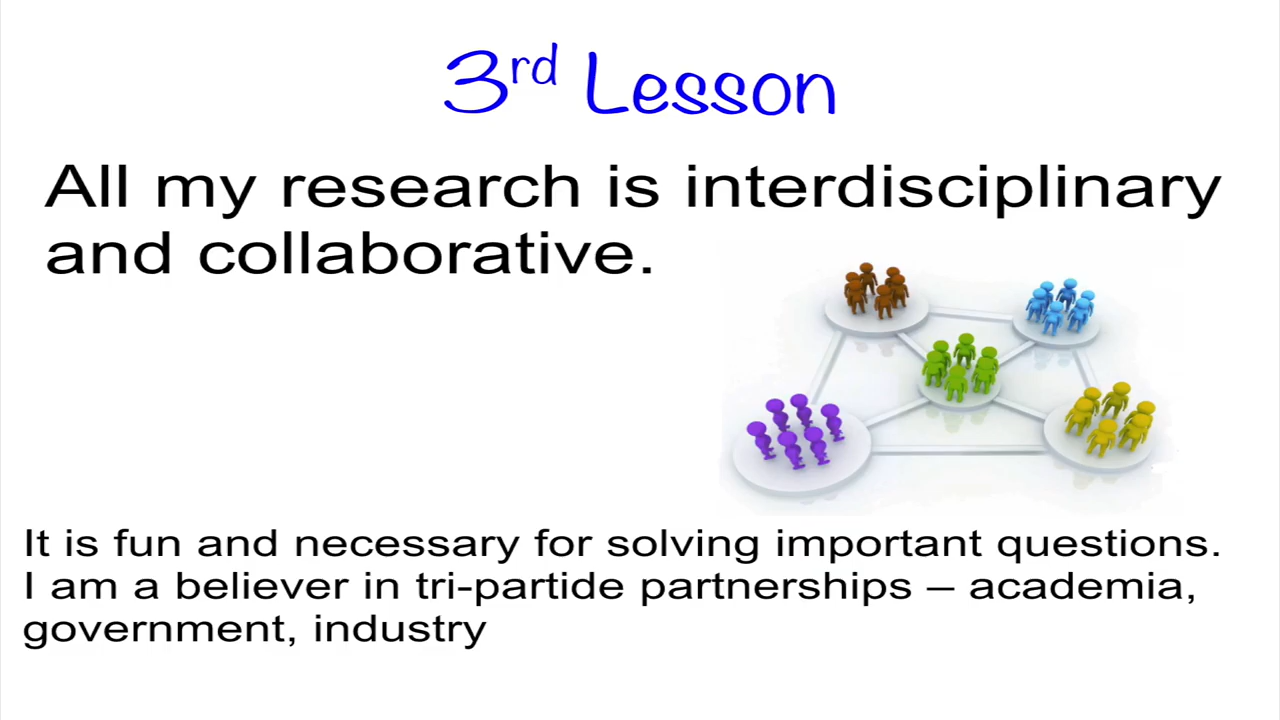 3rd Lesson
All my research is interdisciplinary
and collaborative.
It is fun and necessary for solving important questions.
I am a believer in tri-partide partnerships – academia,
government, industry